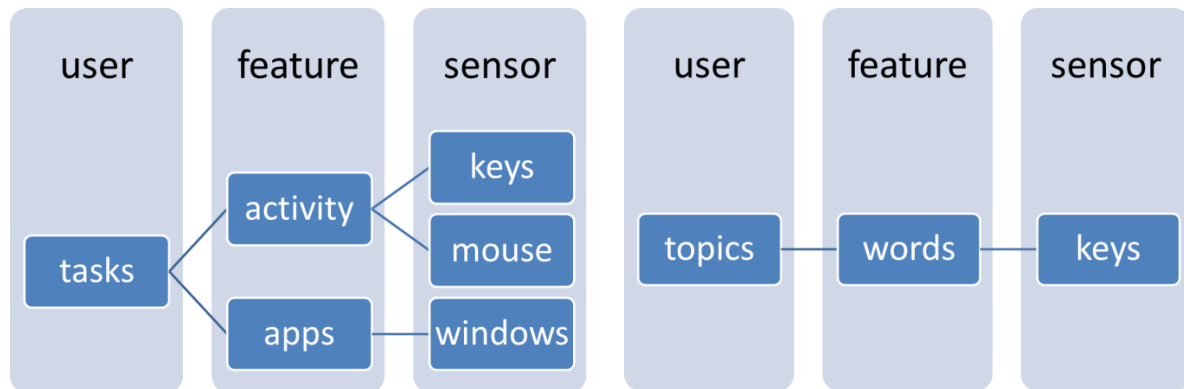 user
feature
sensor
keys
activity
mouse
tasks
apps
windows
user
feature
sensor
topics
words
keys